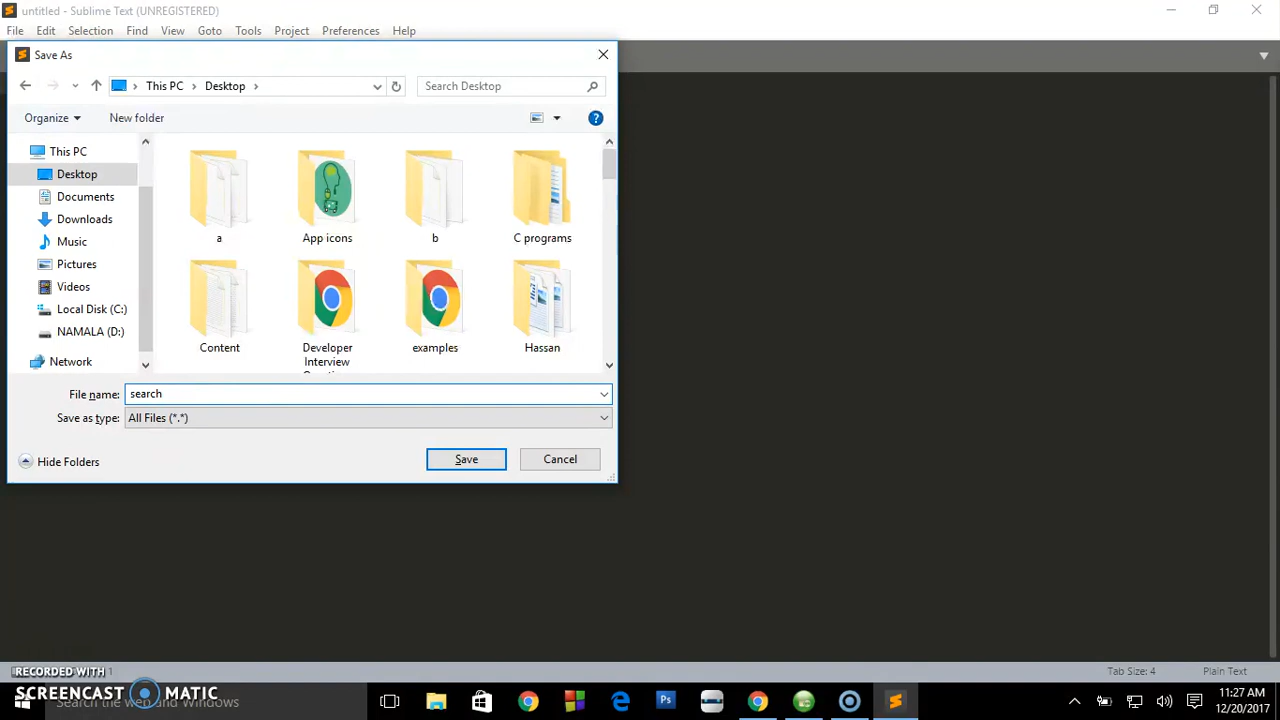 untitled - Sublime Text (UNREGISTERED)
File Edit Selection Find View Goto Tools Project Preferences Help
Save As
This PC Desktop
Search Desktop
Organize New folder
This PC
Desktop
Documents
Downloads
Music
Pictures
Videos
Local Disk (C:)
NAMALA (D:)
Network
a App icons b C programs
Content Developer Interview examples Hassan
File name: search
Save as type: All Files (*.*)
Hide Folders
Save Cancel
RECORDED WITH
1
Tab Size: 4 Plain Text
SCREENCAST MATIC
Search the web and Windows
Ps
11:27 AM
12/20/2017